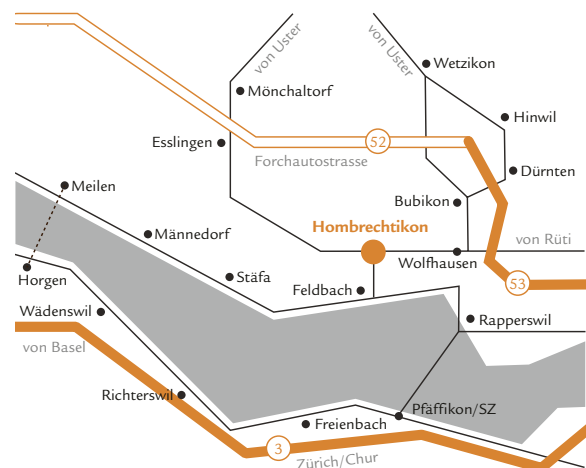 von Uster
von Uster
Wetzikon
Mönchaltorf
Hinwil
Esslingen
52
Forchautostrasse
Dürnten
Meilen
Bubikon
Hombrechtikon
Männedorf
von Rüti
Wolfhausen
Horgen
Stäfa
Feldbach
53
Wädenswil
Rapperswil
von Basel
Richterswil
Pfäffikon/SZ
Freienbach
3
Zürich/Chur